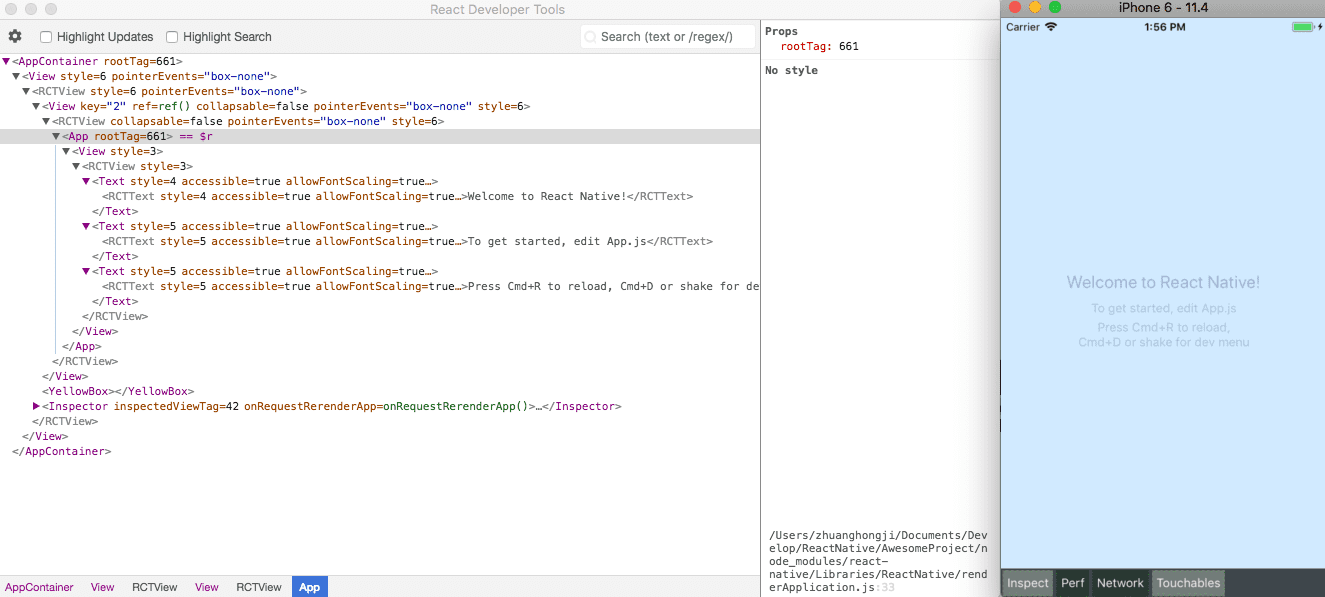 React Developer Tools
Highlight Updates
Highlight Search
Search (text or /regex/)
<AppContainer rootTag=661>
<View style=6 pointerEvents="box-none">
<RCTView style=6 pointerEvents="box-none">
<View key="2" ref=ref() collapsable=false pointerEvents="box-none" style=6>
<RCTView collapsable=false pointerEvents="box-none" style=6>
<App rootTag=661> == $r
<View style=3>
<RCTView style=3>
<Text style=4 accessible=true allowFontScaling=true…>
<RCTText style=4 accessible=true allowFontScaling=true…>Welcome to React Native!</RCTText>
</Text>
<Text style=5 accessible=true allowFontScaling=true…>
<RCTText style=5 accessible=true allowFontScaling=true…>To get started, edit App.js</RCTText>
</Text>
<Text style=5 accessible=true allowFontScaling=true…>
<RCTText style=5 accessible=true allowFontScaling=true…>Press Cmd+R to reload, Cmd+D or shake for de
</Text>
</RCTView>
</View>
</App>
</RCTView>
</View>
<YellowBox></YellowBox>
<Inspector inspectedViewTag=42 onRequestRerenderApp=onRequestRerenderApp()>…</Inspector>
</RCTView>
</View>
</AppContainer>
AppContainer View RCTView View RCTView App
Props
rootTag: 661
No style
/Users/zhuanghongji/Documents/Dev
elop/ReactNative/AwesomeProject/n
ode_modules/react-
native/Libraries/ReactNative/rend
erApplication.js:33
iPhone 6 - 11.4
Carrier 1:56 PM
Welcome to React Native!
To get started, edit App.js
Press Cmd+R to reload,
Cmd+D or shake for dev menu
Inspect Perf Network Touchables